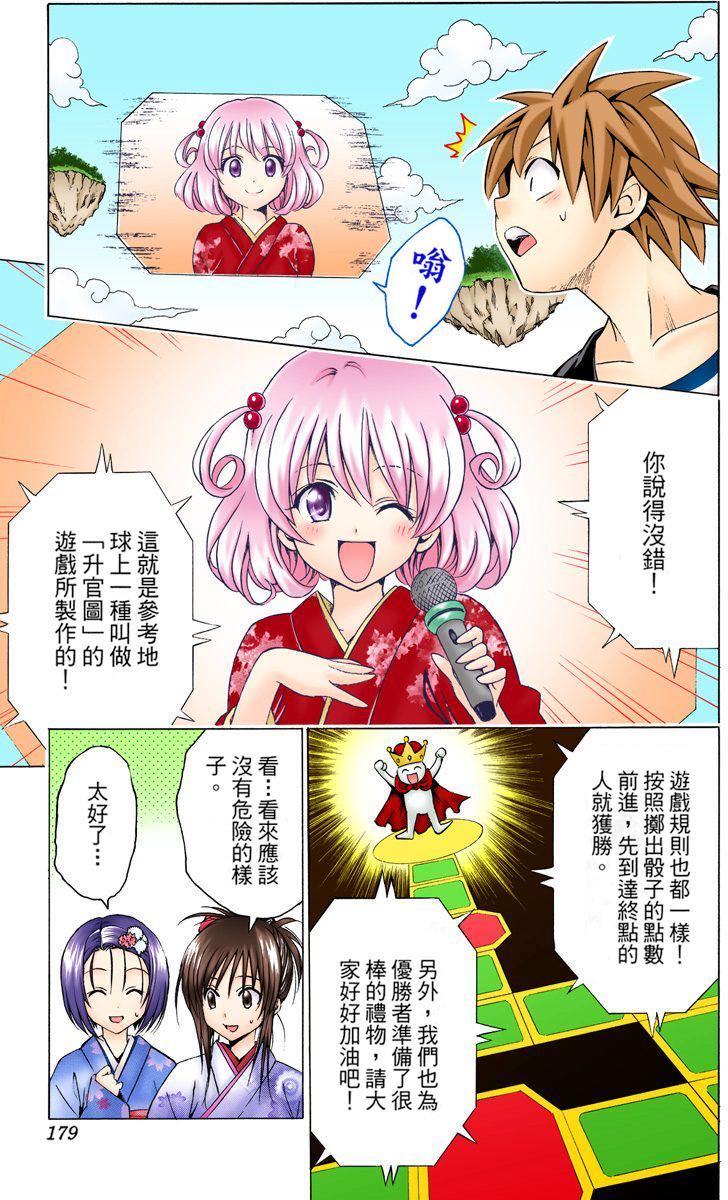 嗡！
你說得沒錯！
這就是參考地
球上一種叫做
「升官圖」的
遊戲所製作的！
遊戲規則也都一樣！
按照擲出骰子的點數
前進，先到達終點的
人就獲勝。
另外，我們也為
優勝者準備了很
棒的禮物，請大
家好好加油吧！
看…看來應該
沒有危險的樣
子。
太好了…
179